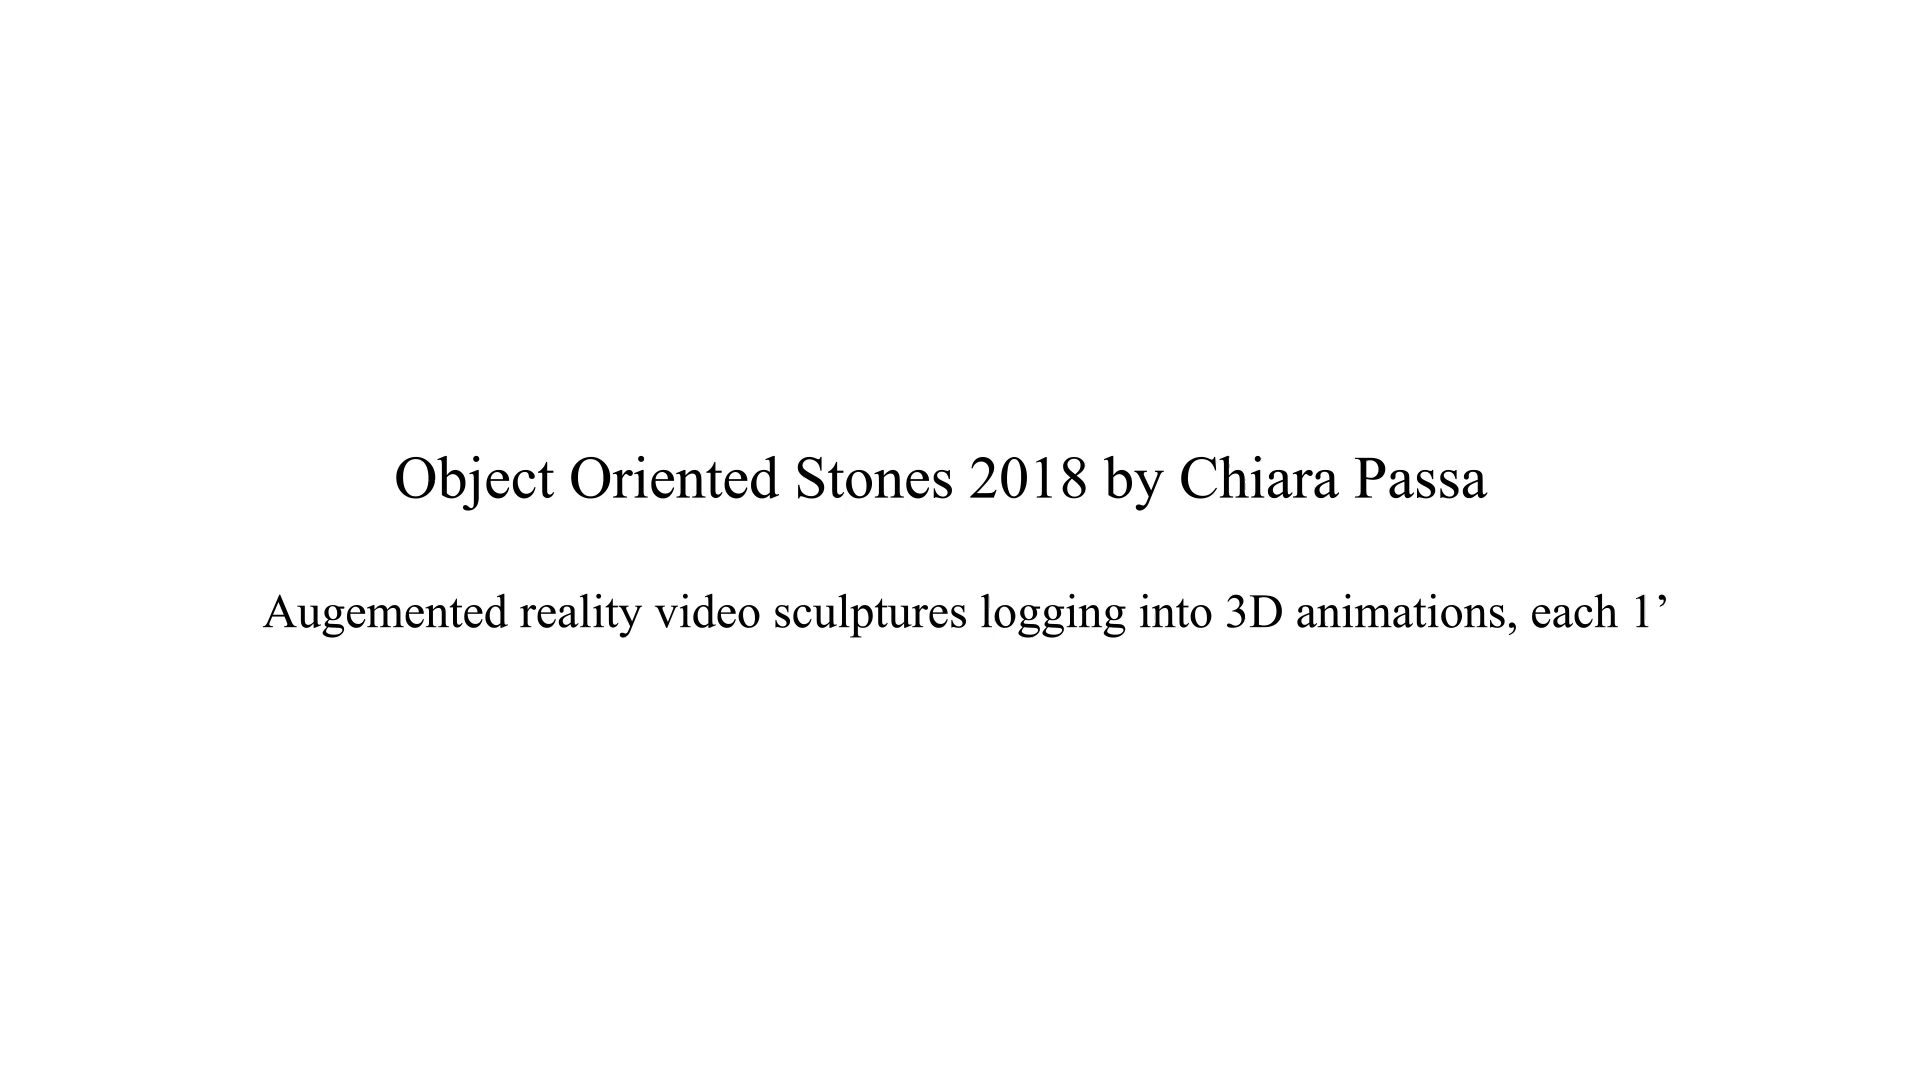 Object Oriented Stones 2018 by Chiara Passa
Augemented reality video sculptures logging into 3D animations, each 1’